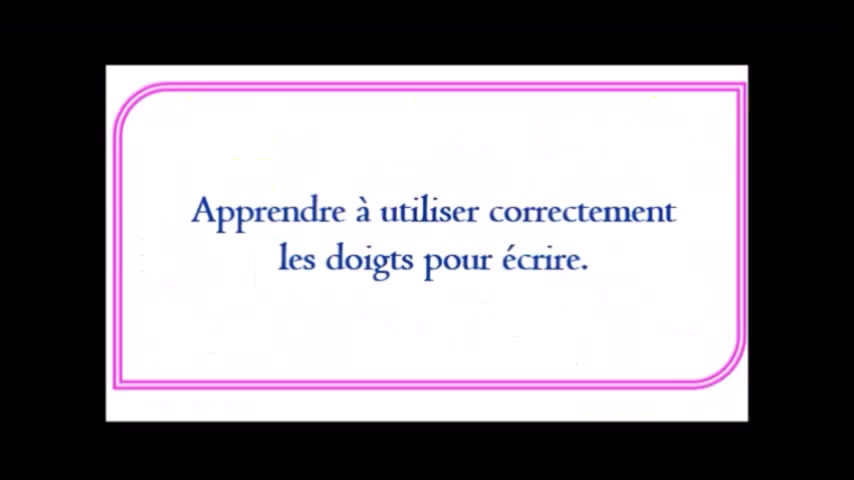 Apprendre à utiliser correctement
les doigts pour écrire.